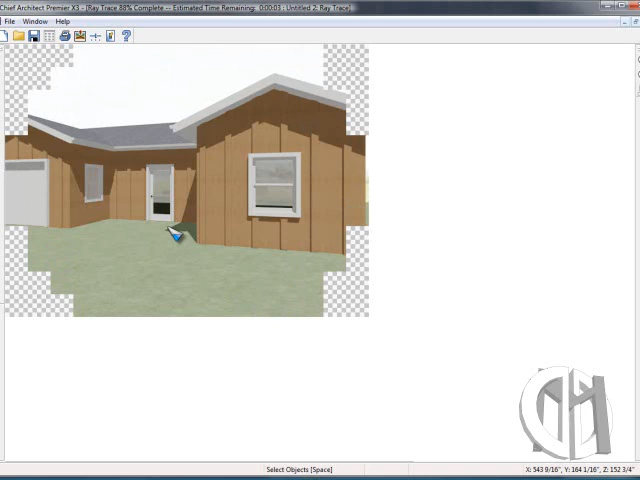 Chief Architect Premier X3 - [Ray Trace 88% Complete -- Estimated Time Remaining: 0:00:03 : Untitled 2: Ray Trace]
File Window Help
Select Objects [Space]
X: 543 9/16", Y: 164 1/16", Z: 152 3/4"